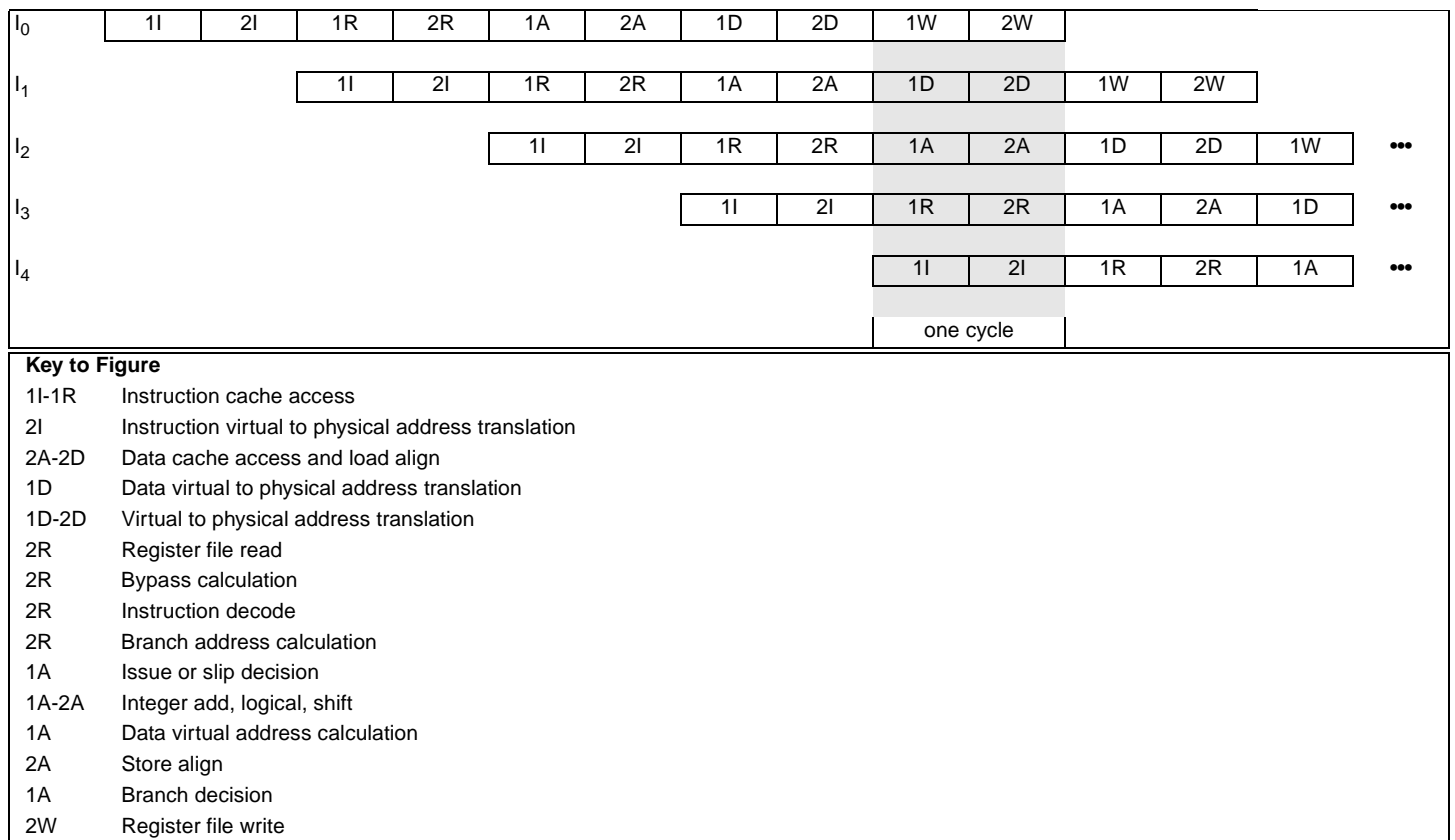 I0 1I 2I 1R 2R 1A 2A 1D 2D 1W 2W
I1 1I 2I 1R 2R 1A 2A 1D 2D 1W 2W
I2 1I 2I 1R 2R 1A 2A 1D 2D 1W •••
I3 1I 2I 1R 2R 1A 2A 1D •••
I4 1I 2I 1R 2R 1A •••
one cycle
Key to Figure
1I-1R Instruction cache access
2I Instruction virtual to physical address translation
2A-2D Data cache access and load align
1D Data virtual to physical address translation
1D-2D Virtual to physical address translation
2R Register file read
2R Bypass calculation
2R Instruction decode
2R Branch address calculation
1A Issue or slip decision
1A-2A Integer add, logical, shift
1A Data virtual address calculation
2A Store align
1A Branch decision
2W Register file write